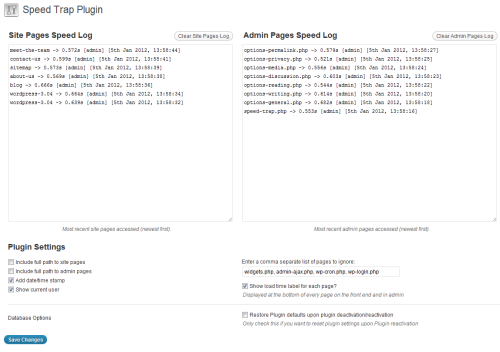 Speed Trap Plugin
Site Pages Speed Log
Clear Site Pages Log
meet-the-team -> 0.572s [admin] [5th Jan 2012, 13:58:44]
contact-us -> 0.599s [admin] [5th Jan 2012, 13:58:41]
sitemap -> 0.573s [admin] [5th Jan 2012, 13:58:39]
about-us -> 0.569s [admin] [5th Jan 2012, 13:58:38]
blog -> 0.666s [admin] [5th Jan 2012, 13:58:36]
wordpress-3.04 -> 0.664s [admin] [5th Jan 2012, 13:58:34]
wordpress-3.04 -> 0.639s [admin] [5th Jan 2012, 13:58:32]
Most recent site pages accessed (newest first).
Admin Pages Speed Log
Clear Admin Pages Log
options-permalink.php -> 0.579s [admin] [5th Jan 2012, 13:58:27]
options-privacy.php -> 0.521s [admin] [5th Jan 2012, 13:58:25]
options-media.php -> 0.556s [admin] [5th Jan 2012, 13:58:24]
options-discussion.php -> 0.603s [admin] [5th Jan 2012, 13:58:23]
options-reading.php -> 0.544s [admin] [5th Jan 2012, 13:58:22]
options-writing.php -> 0.614s [admin] [5th Jan 2012, 13:58:20]
options-general.php -> 0.682s [admin] [5th Jan 2012, 13:58:18]
speed-trap.php -> 0.553s [admin] [5th Jan 2012, 13:58:16]
Most recent admin pages accessed (newest first).
Plugin Settings
Include full path to site pages
Include full path to admin pages
Add date/time stamp
Show current user
Enter a comma separate list of pages to ignore:
widgets.php, admin-ajax.php, wp-cron.php, wp-login.php
Show load time label for each page?
Displayed at the bottom of every page on the front end and in admin
Database Options
Restore Plugin defaults upon plugin deactivation/reactivation
Only check this if you want to reset plugin settings upon Plugin reactivation
Save Changes